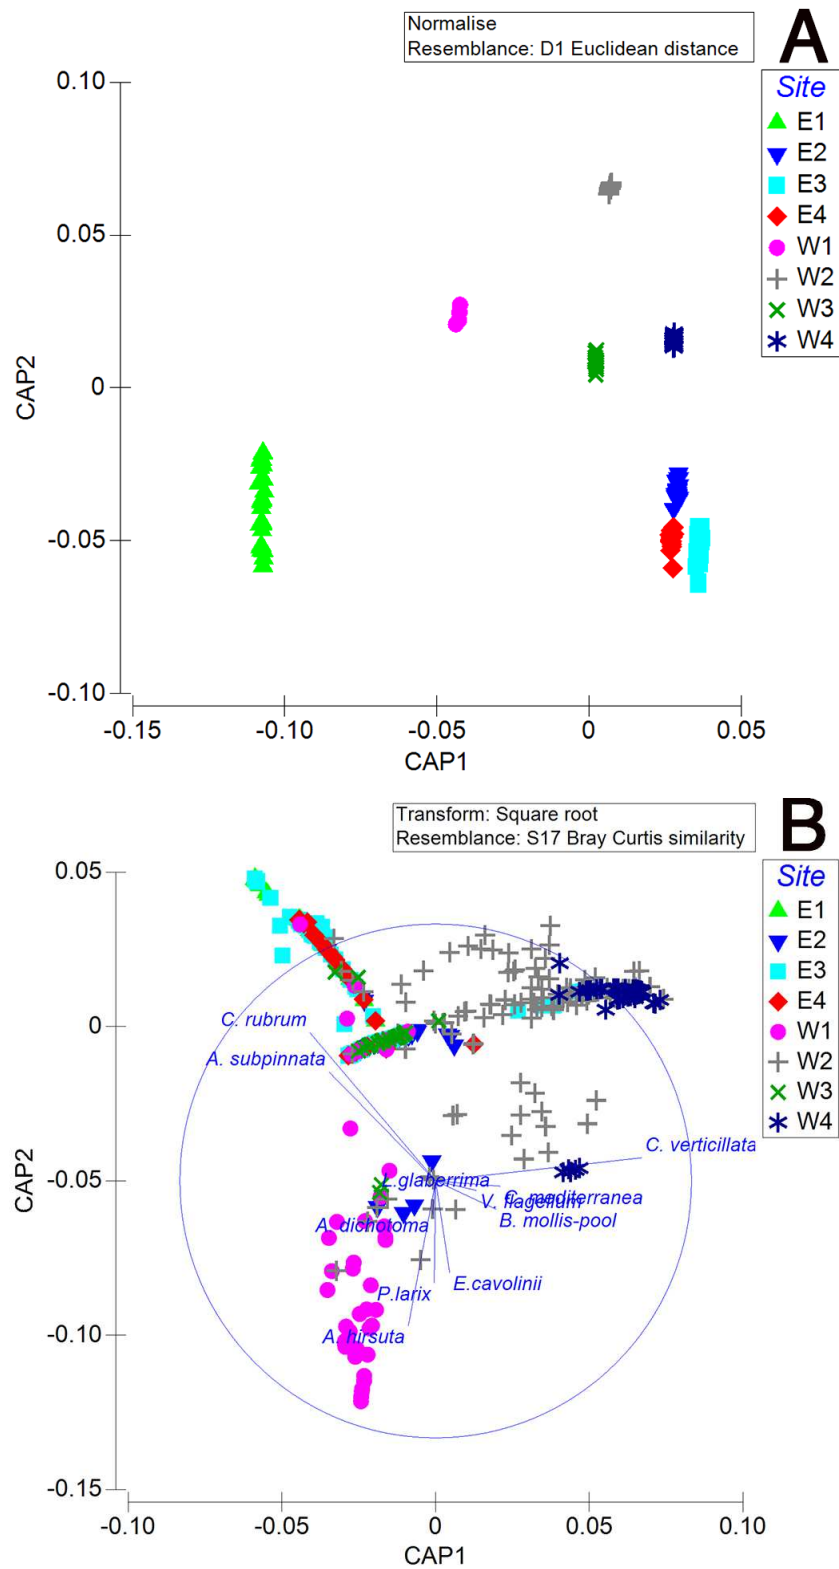 Normalise
Resemblance: D1 Euclidean distance
A
Site
E1
E2
E3
E4
W1
W2
W3
W4
0.10
0.05
0
-0.05
-0.10
CAP2
-0.15
-0.10
-0.05
0
0.05
CAP1
Transform: Square root
Resemblance: S17 Bray Curtis similarity
B
Site
E1
E2
E3
E4
W1
W2
W3
W4
0.05
0
-0.05
-0.10
-0.15
CAP2
C. rubrum
A. subpinnata
C. verticillata
L.glaberrima
C. mediterranea
V. flagellum
B. mollis-pool
A. dichotoma
E.cavolinii
P.larix
A. hirsuta
-0.10
-0.05
0
0.05
0.10
CAP1